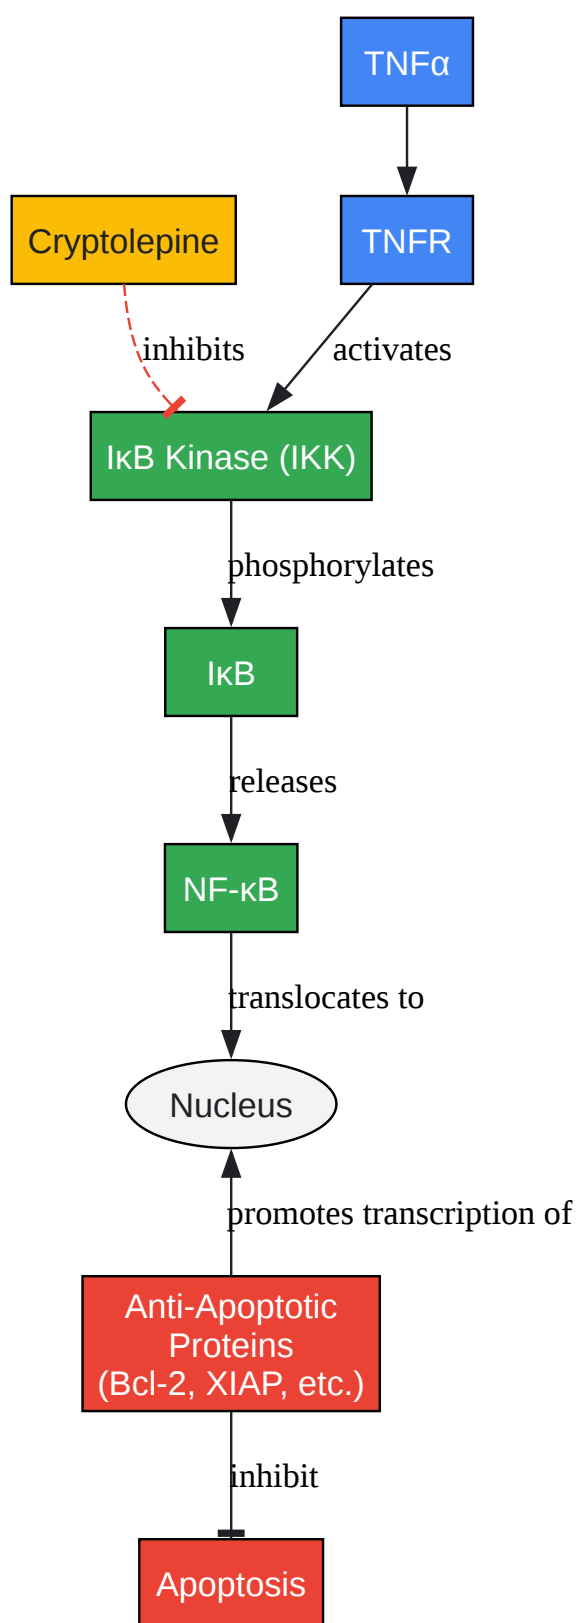 TNFα
Cryptolepine
TNFR
inhibits
activates
IκB Kinase (IKK)
phosphorylates
IκB
releases
NF-κB
translocates to
Nucleus
promotes transcription of
Anti-Apoptotic
Proteins
(Bcl-2, XIAP, etc.)
inhibit
Apoptosis